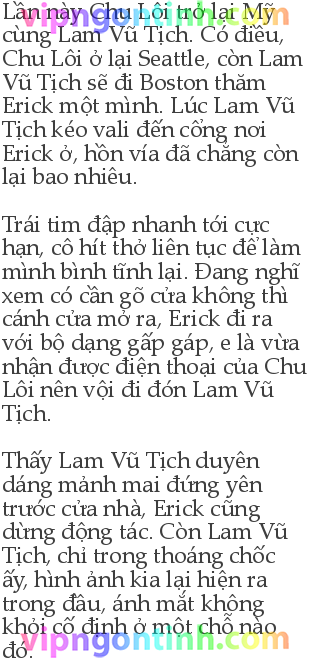 vipngontinh.com
Lần này Chu Lôi trở lại Mỹ
cùng Lam Vũ Tịch. Có điều,
Chu Lôi ở lại Seattle, còn Lam
Vũ Tịch sẽ đi Boston thăm
Erick một mình. Lúc Lam Vũ
Tịch kéo vali đến cổng nơi
Erick ở, hồn vía đã chẳng còn
lại bao nhiêu.
Trái tim đập nhanh tới cực
hạn, cô hít thở liên tục để làm
mình bình tĩnh lại. Đang nghĩ
xem có cần gõ cửa không thì
cánh cửa mở ra, Erick đi ra
với bộ dạng gấp gáp, e là vừa
nhận được điện thoại của Chu
Lôi nên vội đi đón Lam Vũ
Tịch.
Thấy Lam Vũ Tịch duyên
dáng mảnh mai đứng yên
trước cửa nhà, Erick cũng
dừng động tác. Còn Lam Vũ
Tịch, chỉ trong thoáng chốc
ấy, hình ảnh kia lại hiện ra
trong đầu, ánh mắt không
khỏi cố định ở một chỗ nào
đó.
vipngontinh.com